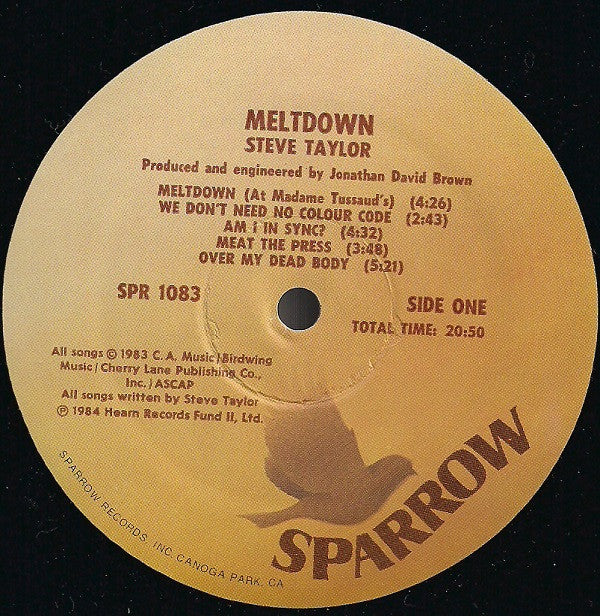 MELTDOWN
STEVE TAYLOR
Produced and engineered by Jonathan David Brown
MELTDOWN (At Madame Tussaud's) (4:26)
WE DON'T NEED NO COLOUR CODE (2:43)
AM I IN SYNC? (4:32)
MEAT THE PRESS (3:48)
OVER MY DEAD BODY (5:21)
SPR 1083
SIDE ONE
TOTAL TIME: 20:50
All songs © 1983 C. A. Music/Birdwing
Music/Cherry Lane Publishing Co.,
Inc./ASCAP
All songs written by Steve Taylor
℗ 1984 Hearn Records Fund II, Ltd.
SPARROW
SPARROW RECORDS, INC. CANOGA PARK, CA